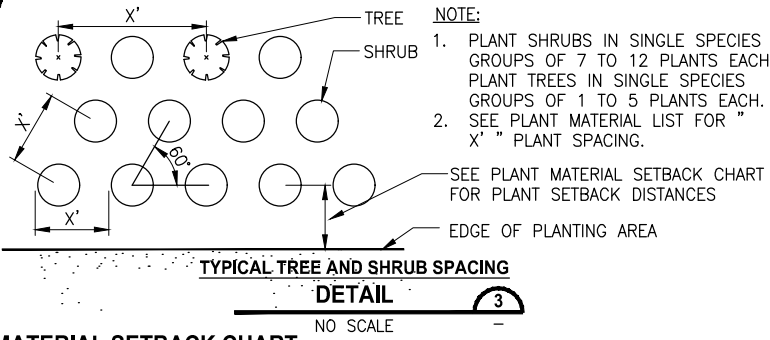 X'
TREE
SHRUB
NOTE:
1. PLANT SHRUBS IN SINGLE SPECIES
GROUPS OF 7 TO 12 PLANTS EACH
PLANT TREES IN SINGLE SPECIES
GROUPS OF 1 TO 5 PLANTS EACH.
2. SEE PLANT MATERIAL LIST FOR "
X' " PLANT SPACING.
X'
60°
X'
SEE PLANT MATERIAL SETBACK CHART
FOR PLANT SETBACK DISTANCES
EDGE OF PLANTING AREA
TYPICAL TREE AND SHRUB SPACING
DETAIL
3
NO SCALE
–
MATERIAL SETBACK CHART